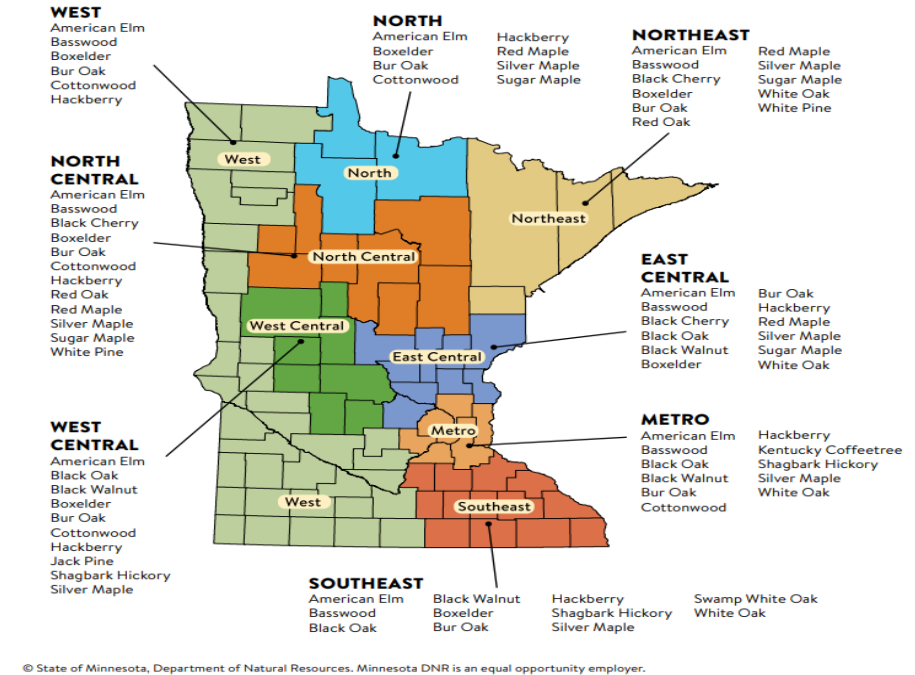 WEST
American Elm
Basswood
Boxelder
Bur Oak
Cottonwood
Hackberry
NORTH
American Elm
Boxelder
Bur Oak
Cottonwood
Hackberry
Red Maple
Silver Maple
Sugar Maple
NORTHEAST
American Elm
Basswood
Black Cherry
Boxelder
Bur Oak
Red Oak
Red Maple
Silver Maple
Sugar Maple
White Oak
White Pine
NORTH
CENTRAL
American Elm
Basswood
Black Cherry
Boxelder
Bur Oak
Cottonwood
Hackberry
Red Oak
Red Maple
Silver Maple
Sugar Maple
White Pine
West
North
Northeast
North Central
West Central
East Central
Metro
West
Southeast
EAST
CENTRAL
American Elm
Basswood
Black Cherry
Black Oak
Black Walnut
Boxelder
Bur Oak
Hackberry
Red Maple
Silver Maple
Sugar Maple
White Oak
WEST
CENTRAL
American Elm
Black Oak
Black Walnut
Boxelder
Bur Oak
Cottonwood
Hackberry
Jack Pine
Shagbark Hickory
Silver Maple
METRO
American Elm
Basswood
Black Oak
Black Walnut
Bur Oak
Cottonwood
Hackberry
Kentucky Coffeetree
Shagbark Hickory
Silver Maple
White Oak
SOUTHEAST
American Elm
Basswood
Black Oak
Black Walnut
Boxelder
Bur Oak
Hackberry
Shagbark Hickory
Silver Maple
Swamp White Oak
White Oak
© State of Minnesota, Department of Natural Resources. Minnesota DNR is an equal opportunity employer.